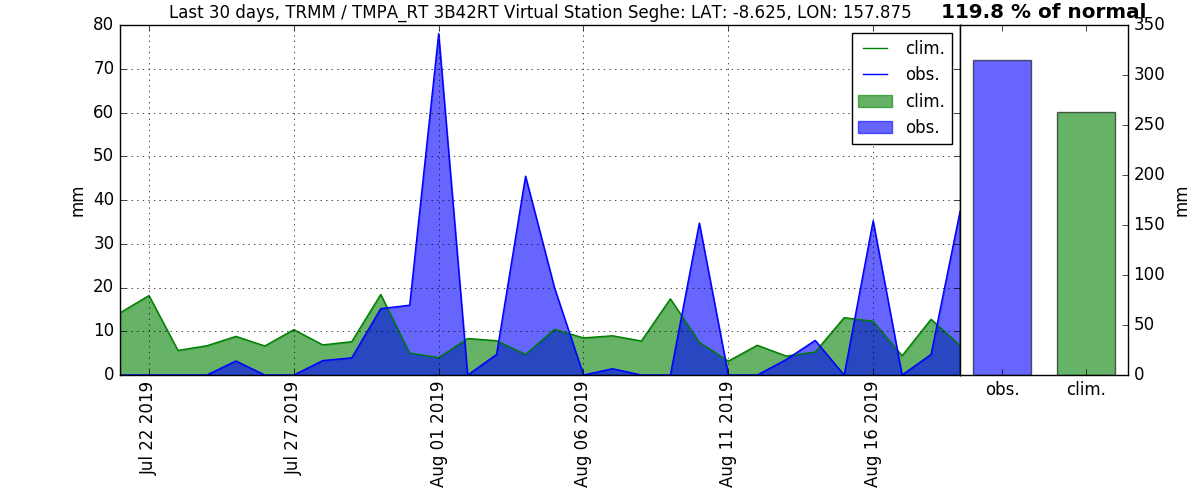 Last 30 days, TRMM / TMPA_RT 3B42RT Virtual Station Seghe: LAT: -8.625, LON: 157.875
119.8 % of normal
80
70
60
50
40
30
20
10
0
mm
clim.
obs.
clim.
obs.
350
300
250
200
150
100
50
0
mm
obs.
clim.
Jul 22 2019
Jul 27 2019
Aug 01 2019
Aug 06 2019
Aug 11 2019
Aug 16 2019